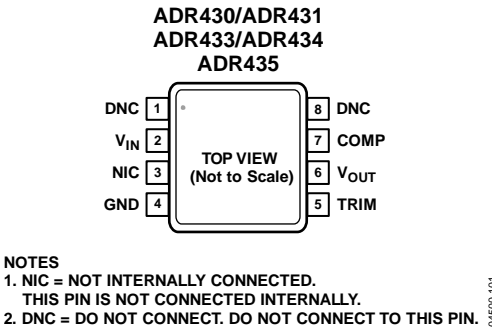 ADR430/ADR431
ADR433/ADR434
ADR435
DNC 1
8 DNC
VIN 2
7 COMP
TOP VIEW
(Not to Scale)
NIC 3
6 VOUT
GND 4
5 TRIM
NOTES
1. NIC = NOT INTERNALLY CONNECTED.
THIS PIN IS NOT CONNECTED INTERNALLY.
2. DNC = DO NOT CONNECT. DO NOT CONNECT TO THIS PIN.